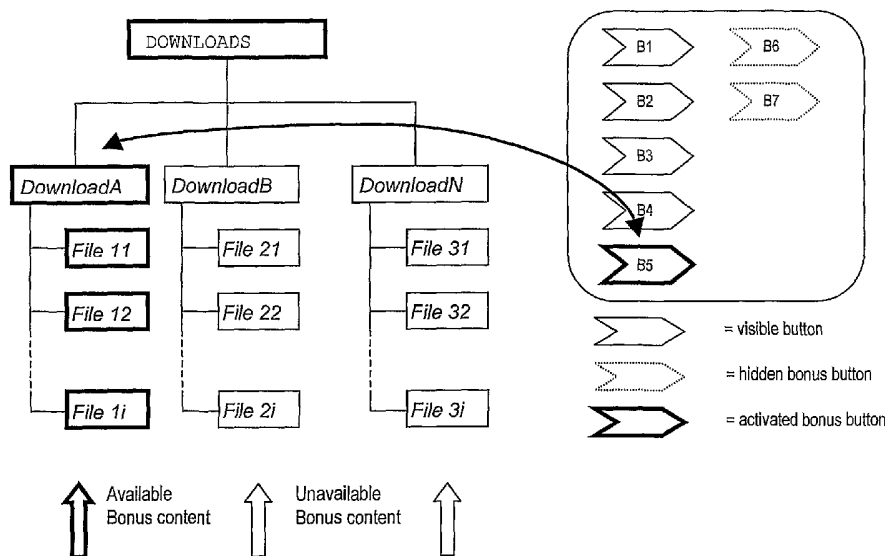 DOWNLOADS
DownloadA
DownloadB
DownloadN
File 11
File 21
File 31
File 12
File 22
File 32
File 1i
File 2i
File 3i
Available
Bonus content
Unavailable
Bonus content
B1
B6
B2
B7
B3
B4
B5
= visible button
= hidden bonus button
= activated bonus button